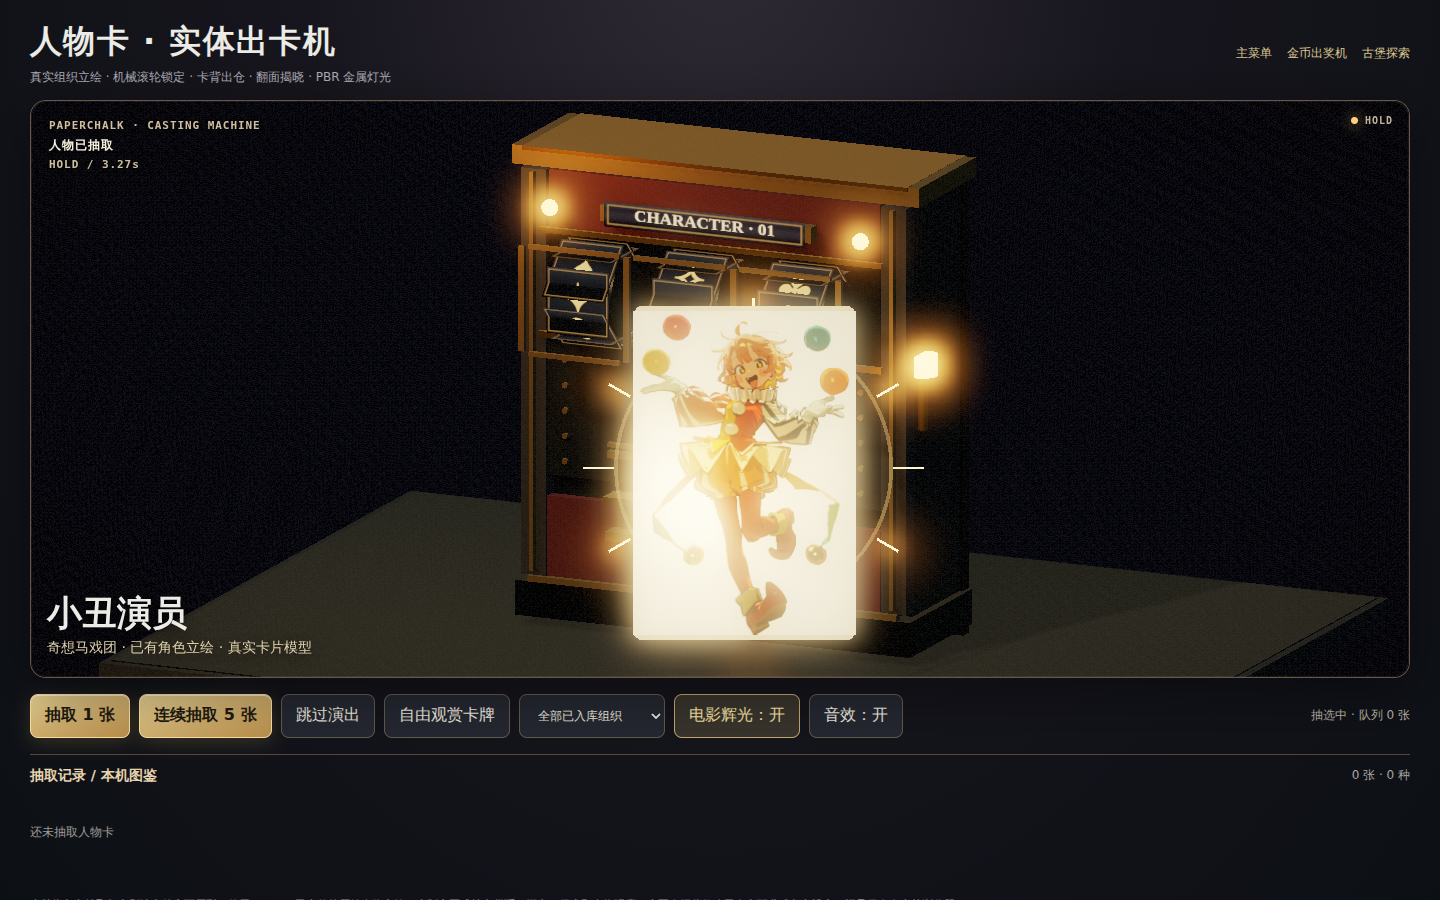 人物卡 · 实体出卡机
真实组织立绘 · 机械滚轮锁定 · 卡背出仓 · 翻面揭晓 · PBR 金属灯光
主菜单 金币出奖机 古堡探索
PAPERCHALK · CASTING MACHINE
人物已抽取
HOLD / 3.27s
HOLD
CHARACTER · 01
小丑演员
奇想马戏团 · 已有角色立绘 · 真实卡片模型
抽取 1 张 连续抽取 5 张 跳过演出 自由观赏卡牌 全部已入库组织 电影辉光：开 音效：开
抽选中 · 队列 0 张
抽取记录 / 本机图鉴
0 张 · 0 种
还未抽取人物卡